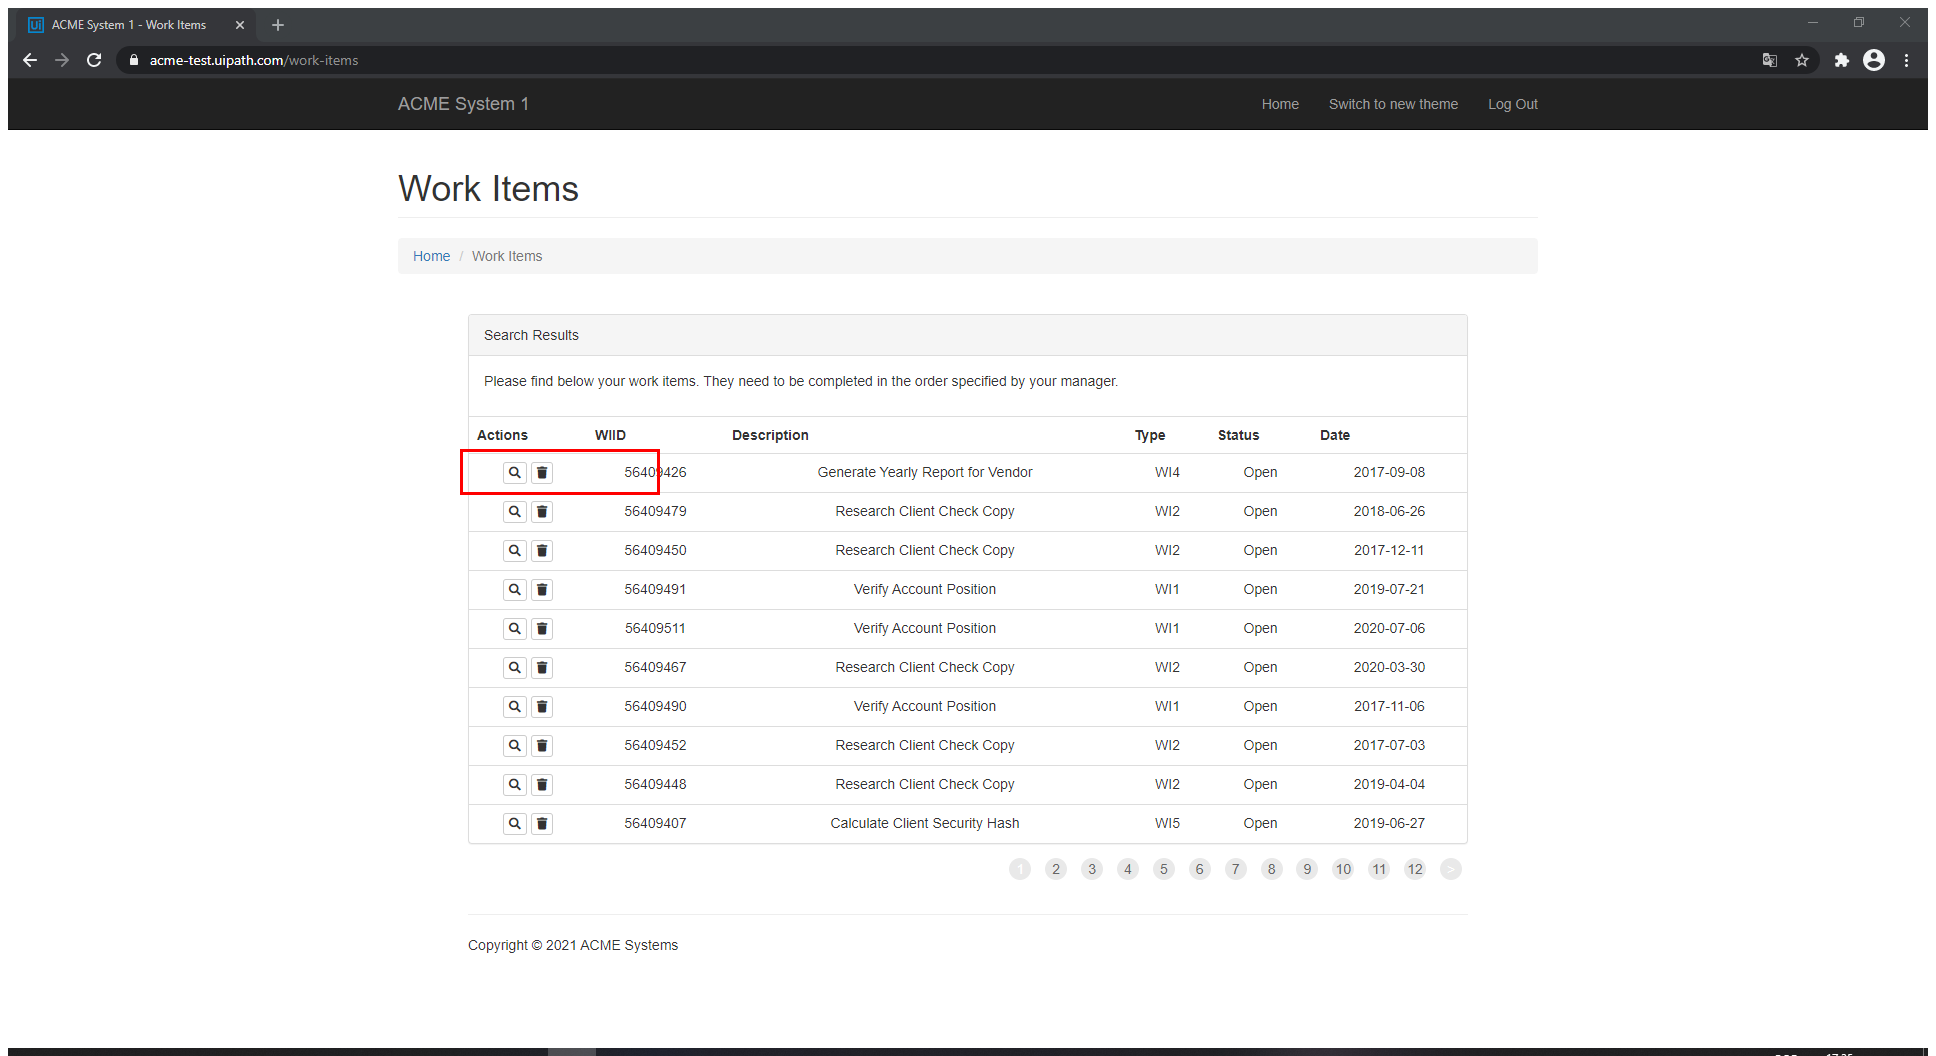 ACME System 1 - Work Items
acme-test.uipath.com/work-items
ACME System 1 Home Switch to new theme Log Out
Work Items
Home / Work Items
Search Results
Please find below your work items. They need to be completed in the order specified by your manager.
Actions WIID Description Type Status Date
56409426 Generate Yearly Report for Vendor WI4 Open 2017-09-08
56409479 Research Client Check Copy WI2 Open 2018-06-26
56409450 Research Client Check Copy WI2 Open 2017-12-11
56409491 Verify Account Position WI1 Open 2019-07-21
56409511 Verify Account Position WI1 Open 2020-07-06
56409467 Research Client Check Copy WI2 Open 2020-03-30
56409490 Verify Account Position WI1 Open 2017-11-06
56409452 Research Client Check Copy WI2 Open 2017-07-03
56409448 Research Client Check Copy WI2 Open 2019-04-04
56409407 Calculate Client Security Hash WI5 Open 2019-06-27
1 2 3 4 5 6 7 8 9 10 11 12 >
Copyright © 2021 ACME Systems